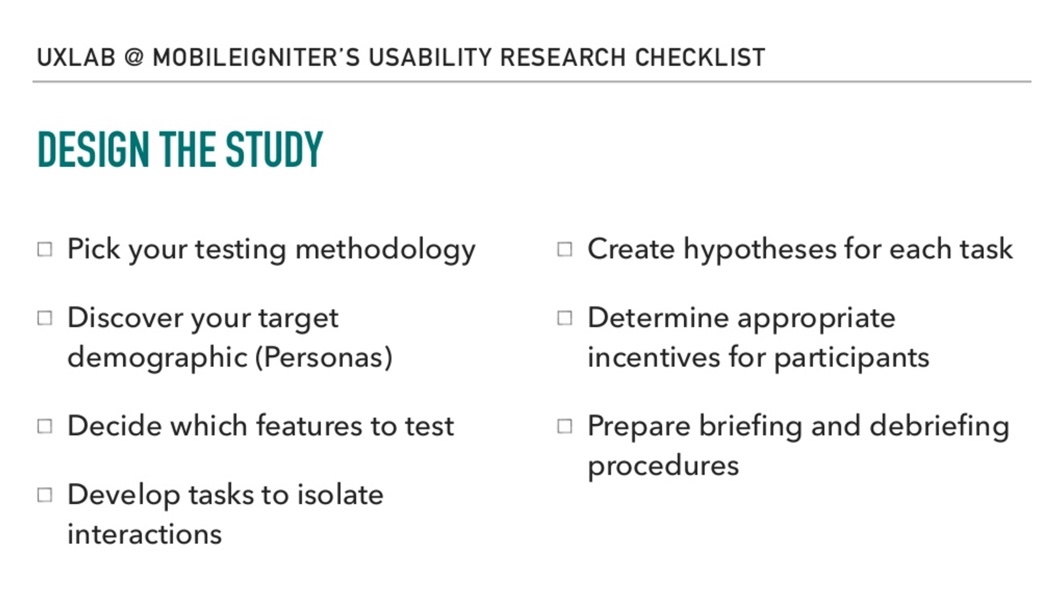 UXLAB @ MOBILEIGNITER’S USABILITY RESEARCH CHECKLIST
DESIGN THE STUDY
Pick your testing methodology
Discover your target
demographic (Personas)
Decide which features to test
Develop tasks to isolate
interactions
Create hypotheses for each task
Determine appropriate
incentives for participants
Prepare briefing and debriefing
procedures